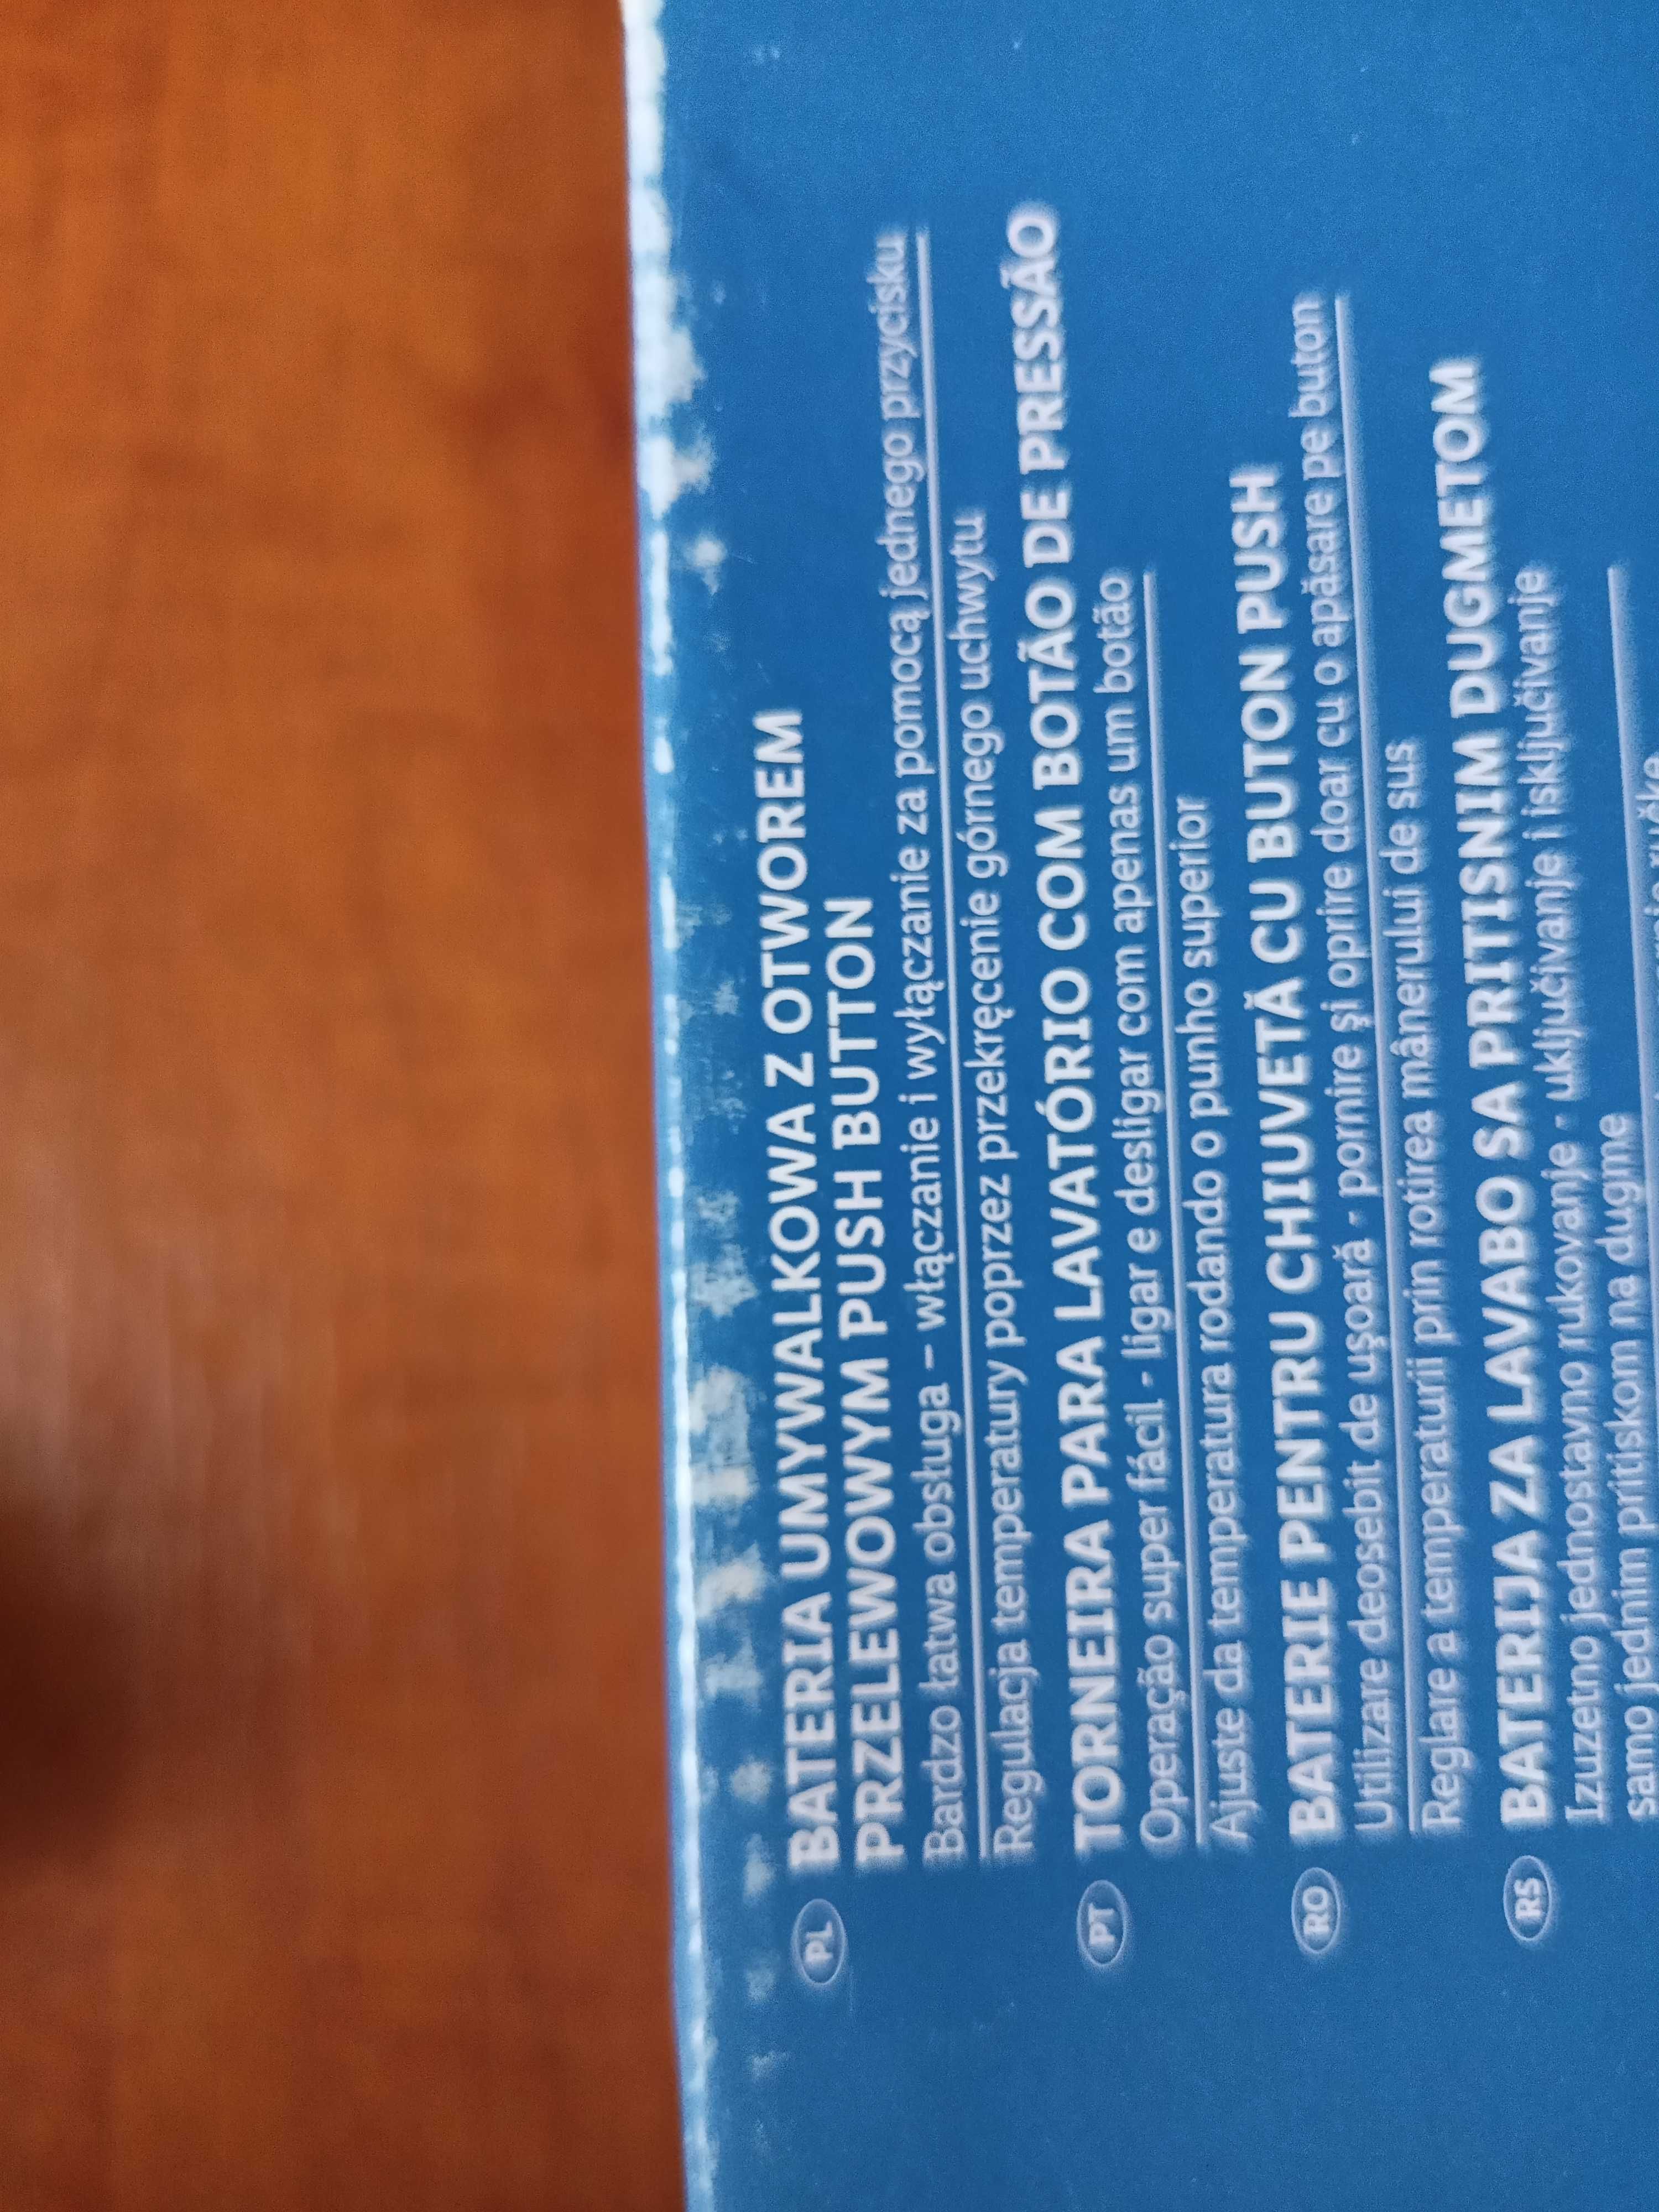 PL BATERIA UMYWALKOWA Z OTWOREM
PRZELEWOWYM PUSH BUTTON
Bardzo łatwa obsługa – włączanie i wyłączanie za pomocą jednego przycisku
Regulacja temperatury poprzez przekręcenie górnego uchwytu
PT TORNEIRA PARA LAVATÓRIO COM BOTÃO DE PRESSÃO
Operação super fácil - ligar e desligar com apenas um botão
Ajuste da temperatura rodando o punho superior
RO BATERIE PENTRU CHIUVETĂ CU BUTON PUSH
Utilizare deosebit de uşoară - pornire şi oprire doar cu o apăsare pe buton
Reglare a temperaturii prin rotirea mânerului de sus
RS BATERIJA ZA LAVABO SA PRITISNIM DUGMETOM
Izuzetno jednostavno rukovanje - uključivanje i isključivanje
samo jednim pritiskom na dugme